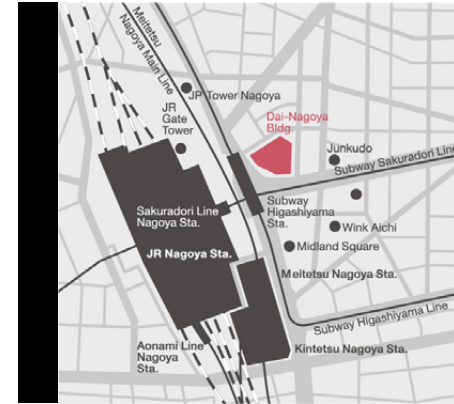 Meitetsu
Nagoya Main Line
JP Tower Nagoya
JR
Gate
Tower
Dai-Nagoya
Bldg.
Junkudo
Subway Sakuradori Line
Sakuradori Line
Nagoya Sta.
Subway
Higashiyama
Sta.
Wink Aichi
JR Nagoya Sta.
Midland Square
Meitetsu Nagoya Sta.
Subway Higashiyama Line
Aonami Line
Nagoya
Sta.
Kintetsu Nagoya Sta.